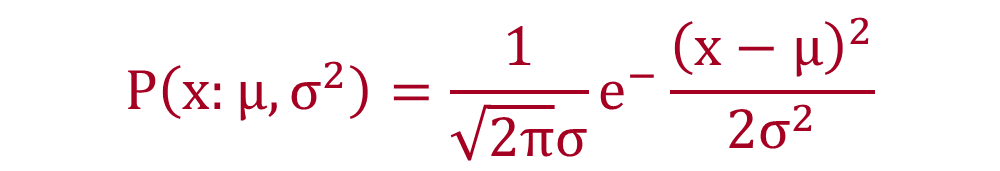 P(x: μ, σ²) = 1/(√2πσ) e⁻ (x − μ)²/2σ²